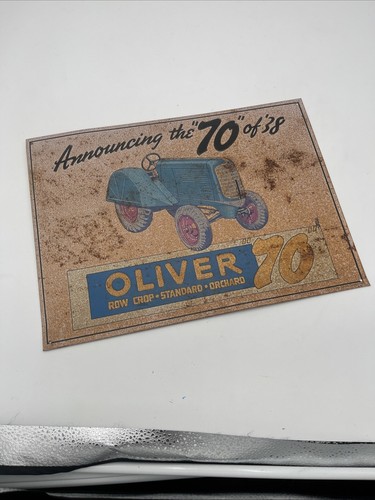 Announcing the "70" of '38
OLIVER 70
ROW CROP • STANDARD • ORCHARD